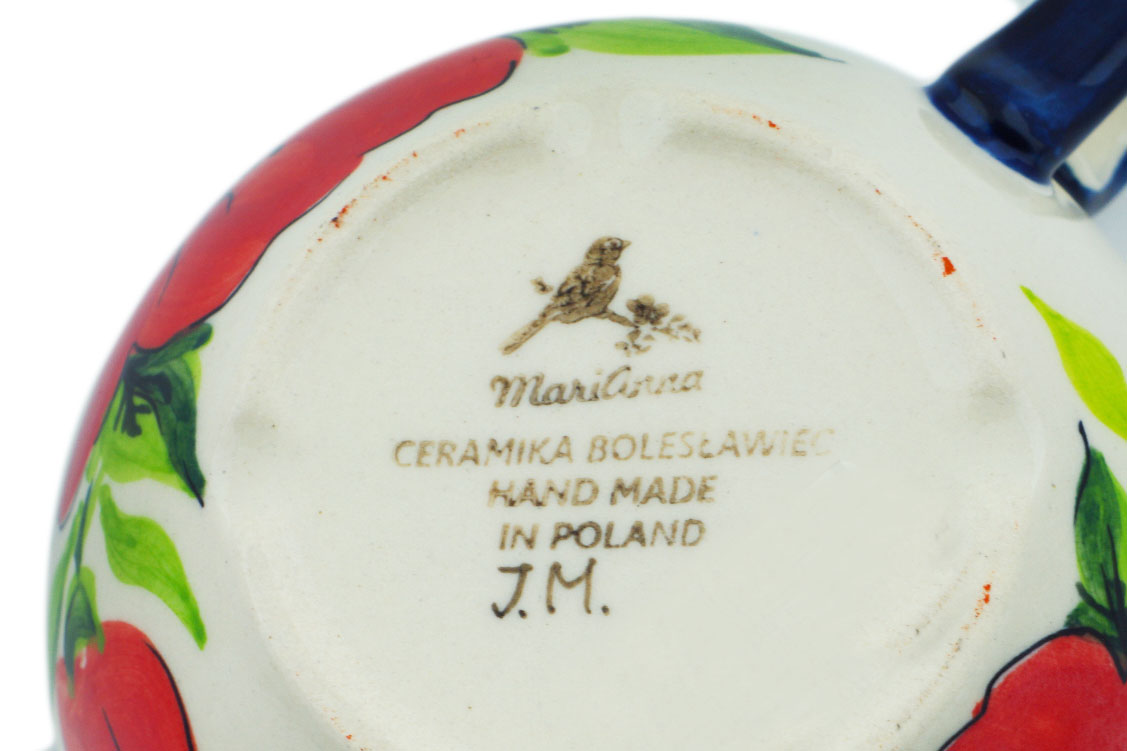 MariAnna
CERAMIKA BOLESŁAWIEC
HAND MADE
IN POLAND
J.M.